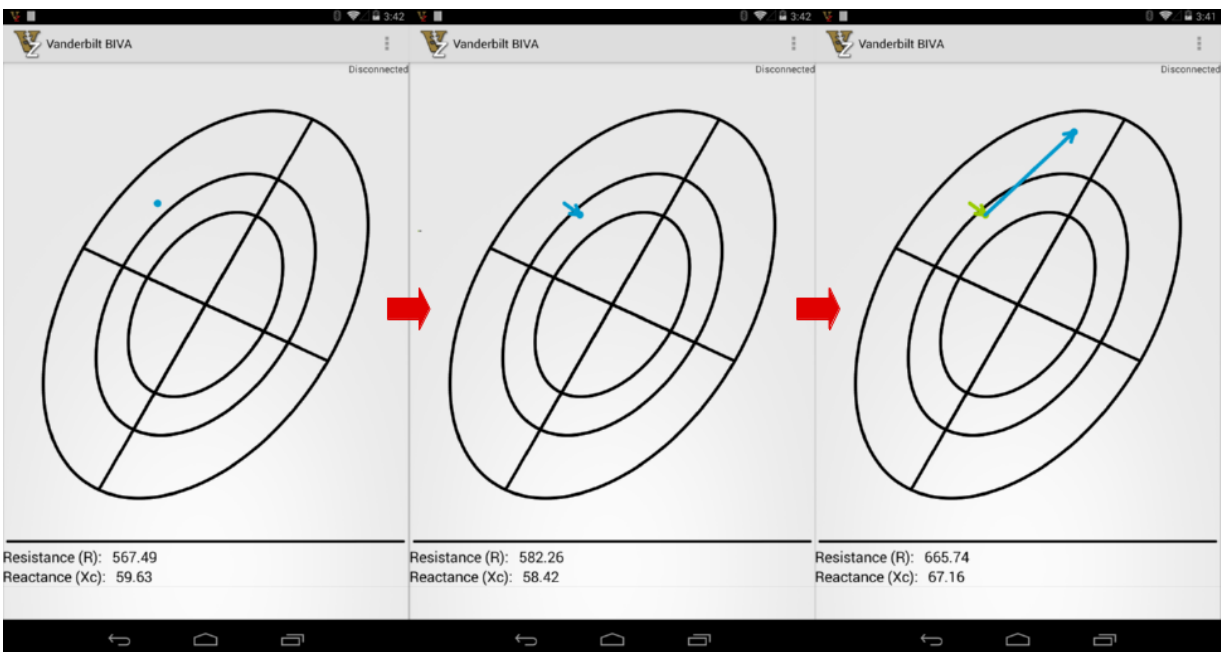 3:42
Vanderbilt BIVA
Disconnected
Resistance (R): 567.49
Reactance (Xc): 59.63
3:42
Vanderbilt BIVA
Disconnected
Resistance (R): 582.26
Reactance (Xc): 58.42
3:41
Vanderbilt BIVA
Disconnected
Resistance (R): 665.74
Reactance (Xc): 67.16